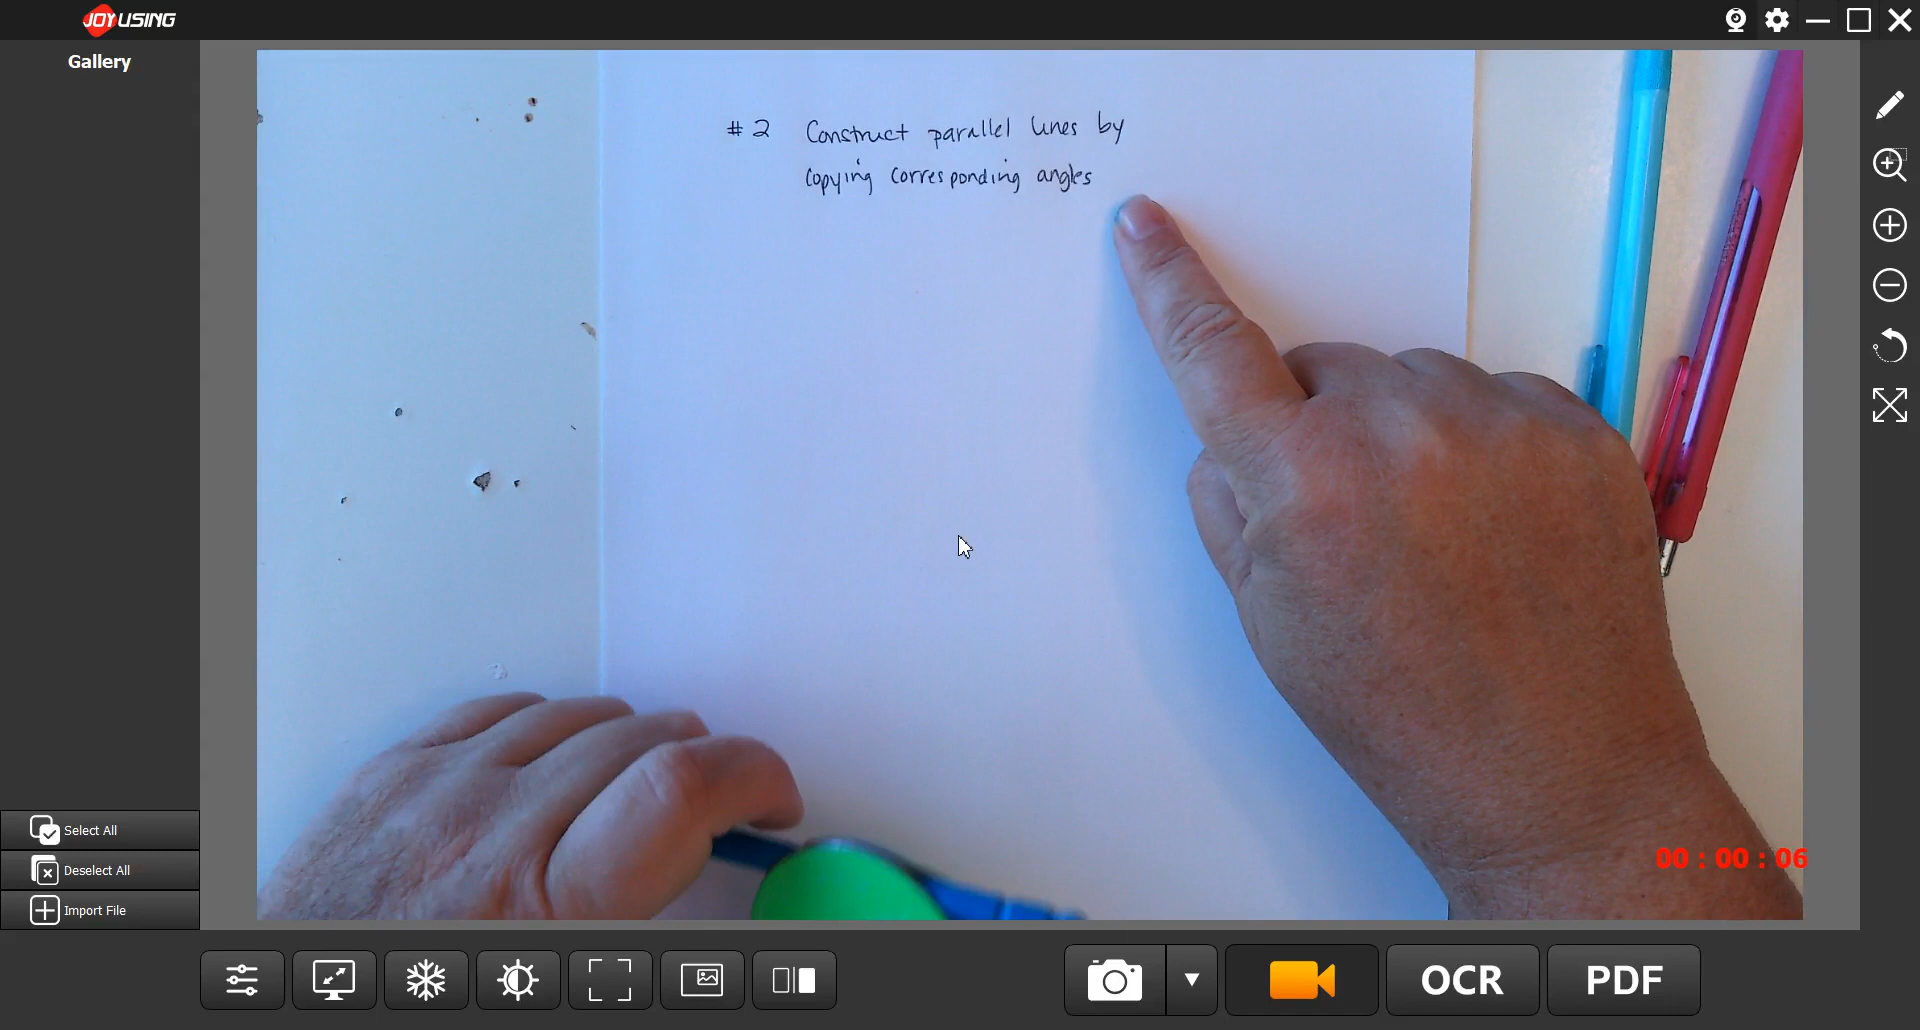 JOYUSING
Gallery
# 2 Construct parallel lines by
copying corresponding angles
Select All
Deselect All
Import File
00 : 00 : 06
OCR
PDF